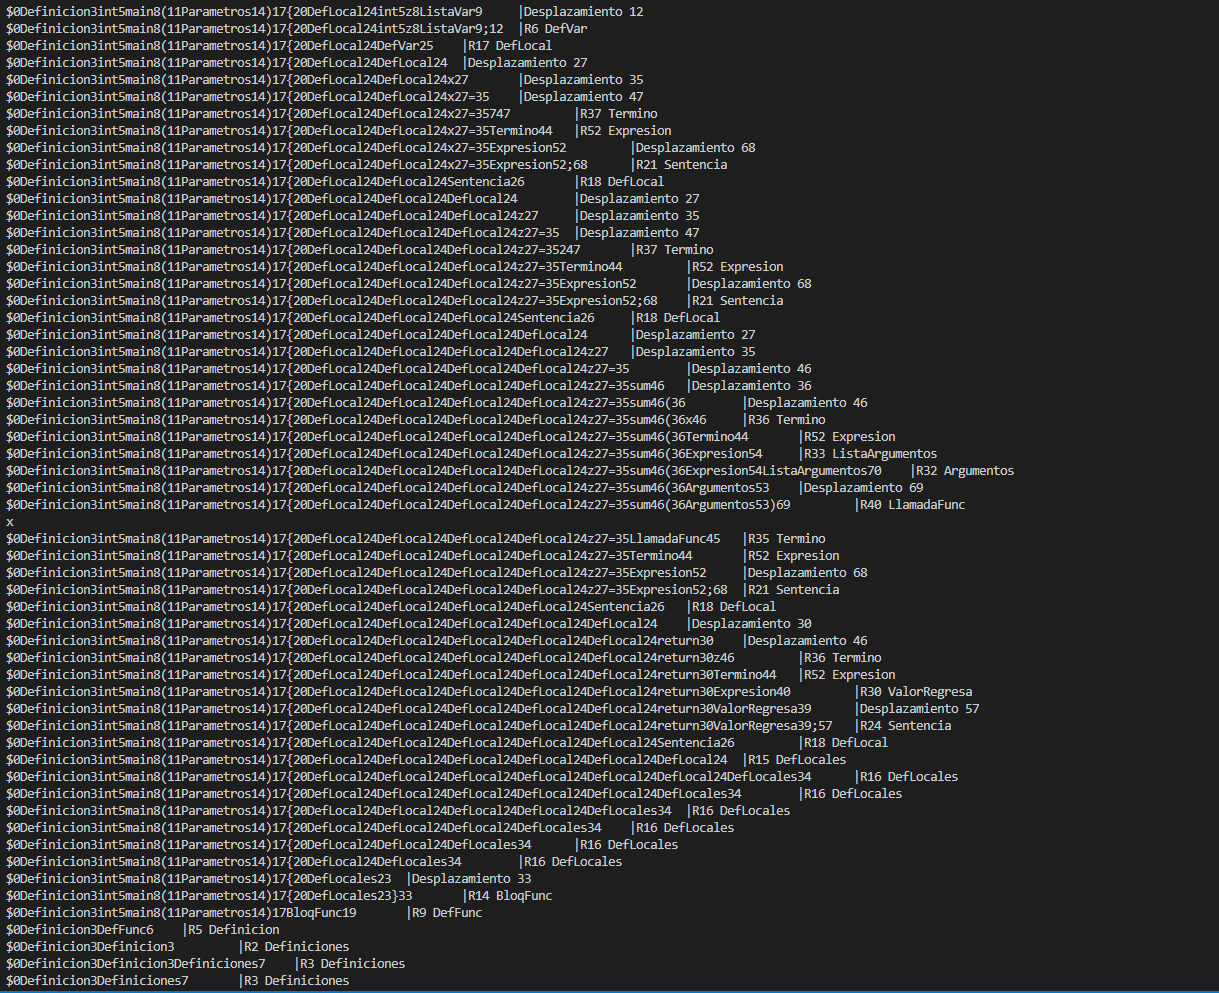 $0Definicion3int5main8(11Parametros14)17{20DefLocal24int5z8ListaVar9 |Desplazamiento 12
$0Definicion3int5main8(11Parametros14)17{20DefLocal24int5z8ListaVar9;12 |R6 DefVar
$0Definicion3int5main8(11Parametros14)17{20DefLocal24DefVar25 |R17 DefLocal
$0Definicion3int5main8(11Parametros14)17{20DefLocal24DefLocal24 |Desplazamiento 27
$0Definicion3int5main8(11Parametros14)17{20DefLocal24DefLocal24x27 |Desplazamiento 35
$0Definicion3int5main8(11Parametros14)17{20DefLocal24DefLocal24x27=35 |Desplazamiento 47
$0Definicion3int5main8(11Parametros14)17{20DefLocal24DefLocal24x27=35747 |R37 Termino
$0Definicion3int5main8(11Parametros14)17{20DefLocal24DefLocal24x27=35Termino44 |R52 Expresion
$0Definicion3int5main8(11Parametros14)17{20DefLocal24DefLocal24x27=35Expresion52 |Desplazamiento 68
$0Definicion3int5main8(11Parametros14)17{20DefLocal24DefLocal24x27=35Expresion52;68 |R21 Sentencia
$0Definicion3int5main8(11Parametros14)17{20DefLocal24DefLocal24Sentencia26 |R18 DefLocal
$0Definicion3int5main8(11Parametros14)17{20DefLocal24DefLocal24DefLocal24 |Desplazamiento 27
$0Definicion3int5main8(11Parametros14)17{20DefLocal24DefLocal24DefLocal24z27 |Desplazamiento 35
$0Definicion3int5main8(11Parametros14)17{20DefLocal24DefLocal24DefLocal24z27=35 |Desplazamiento 47
$0Definicion3int5main8(11Parametros14)17{20DefLocal24DefLocal24DefLocal24z27=35247 |R37 Termino
$0Definicion3int5main8(11Parametros14)17{20DefLocal24DefLocal24DefLocal24z27=35Termino44 |R52 Expresion
$0Definicion3int5main8(11Parametros14)17{20DefLocal24DefLocal24DefLocal24z27=35Expresion52 |Desplazamiento 68
$0Definicion3int5main8(11Parametros14)17{20DefLocal24DefLocal24DefLocal24z27=35Expresion52;68 |R21 Sentencia
$0Definicion3int5main8(11Parametros14)17{20DefLocal24DefLocal24DefLocal24Sentencia26 |R18 DefLocal
$0Definicion3int5main8(11Parametros14)17{20DefLocal24DefLocal24DefLocal24DefLocal24 |Desplazamiento 27
$0Definicion3int5main8(11Parametros14)17{20DefLocal24DefLocal24DefLocal24DefLocal24z27 |Desplazamiento 35
$0Definicion3int5main8(11Parametros14)17{20DefLocal24DefLocal24DefLocal24DefLocal24z27=35 |Desplazamiento 46
$0Definicion3int5main8(11Parametros14)17{20DefLocal24DefLocal24DefLocal24DefLocal24z27=35sum46 |Desplazamiento 36
$0Definicion3int5main8(11Parametros14)17{20DefLocal24DefLocal24DefLocal24DefLocal24z27=35sum46(36 |Desplazamiento 46
$0Definicion3int5main8(11Parametros14)17{20DefLocal24DefLocal24DefLocal24DefLocal24z27=35sum46(36x46 |R36 Termino
$0Definicion3int5main8(11Parametros14)17{20DefLocal24DefLocal24DefLocal24DefLocal24z27=35sum46(36Termino44 |R52 Expresion
$0Definicion3int5main8(11Parametros14)17{20DefLocal24DefLocal24DefLocal24DefLocal24z27=35sum46(36Expresion54 |R33 ListaArgumentos
$0Definicion3int5main8(11Parametros14)17{20DefLocal24DefLocal24DefLocal24DefLocal24z27=35sum46(36Expresion54ListaArgumentos70 |R32 Argumentos
$0Definicion3int5main8(11Parametros14)17{20DefLocal24DefLocal24DefLocal24DefLocal24z27=35sum46(36Argumentos53 |Desplazamiento 69
$0Definicion3int5main8(11Parametros14)17{20DefLocal24DefLocal24DefLocal24DefLocal24z27=35sum46(36Argumentos53)69 |R40 LlamadaFunc
x
$0Definicion3int5main8(11Parametros14)17{20DefLocal24DefLocal24DefLocal24DefLocal24z27=35LlamadaFunc45 |R35 Termino
$0Definicion3int5main8(11Parametros14)17{20DefLocal24DefLocal24DefLocal24DefLocal24z27=35Termino44 |R52 Expresion
$0Definicion3int5main8(11Parametros14)17{20DefLocal24DefLocal24DefLocal24DefLocal24z27=35Expresion52 |Desplazamiento 68
$0Definicion3int5main8(11Parametros14)17{20DefLocal24DefLocal24DefLocal24DefLocal24z27=35Expresion52;68 |R21 Sentencia
$0Definicion3int5main8(11Parametros14)17{20DefLocal24DefLocal24DefLocal24DefLocal24Sentencia26 |R18 DefLocal
$0Definicion3int5main8(11Parametros14)17{20DefLocal24DefLocal24DefLocal24DefLocal24DefLocal24 |Desplazamiento 30
$0Definicion3int5main8(11Parametros14)17{20DefLocal24DefLocal24DefLocal24DefLocal24DefLocal24return30 |Desplazamiento 46
$0Definicion3int5main8(11Parametros14)17{20DefLocal24DefLocal24DefLocal24DefLocal24DefLocal24return30z46 |R36 Termino
$0Definicion3int5main8(11Parametros14)17{20DefLocal24DefLocal24DefLocal24DefLocal24DefLocal24return30Termino44 |R52 Expresion
$0Definicion3int5main8(11Parametros14)17{20DefLocal24DefLocal24DefLocal24DefLocal24DefLocal24return30Expresion40 |R30 ValorRegresa
$0Definicion3int5main8(11Parametros14)17{20DefLocal24DefLocal24DefLocal24DefLocal24DefLocal24return30ValorRegresa39 |Desplazamiento 57
$0Definicion3int5main8(11Parametros14)17{20DefLocal24DefLocal24DefLocal24DefLocal24DefLocal24return30ValorRegresa39;57 |R24 Sentencia
$0Definicion3int5main8(11Parametros14)17{20DefLocal24DefLocal24DefLocal24DefLocal24DefLocal24Sentencia26 |R18 DefLocal
$0Definicion3int5main8(11Parametros14)17{20DefLocal24DefLocal24DefLocal24DefLocal24DefLocal24DefLocal24 |R15 DefLocales
$0Definicion3int5main8(11Parametros14)17{20DefLocal24DefLocal24DefLocal24DefLocal24DefLocal24DefLocal24DefLocales34 |R16 DefLocales
$0Definicion3int5main8(11Parametros14)17{20DefLocal24DefLocal24DefLocal24DefLocal24DefLocal24DefLocales34 |R16 DefLocales
$0Definicion3int5main8(11Parametros14)17{20DefLocal24DefLocal24DefLocal24DefLocal24DefLocales34 |R16 DefLocales
$0Definicion3int5main8(11Parametros14)17{20DefLocal24DefLocal24DefLocal24DefLocales34 |R16 DefLocales
$0Definicion3int5main8(11Parametros14)17{20DefLocal24DefLocal24DefLocales34 |R16 DefLocales
$0Definicion3int5main8(11Parametros14)17{20DefLocal24DefLocales34 |R16 DefLocales
$0Definicion3int5main8(11Parametros14)17{20DefLocales23 |Desplazamiento 33
$0Definicion3int5main8(11Parametros14)17{20DefLocales23}33 |R14 BloqFunc
$0Definicion3int5main8(11Parametros14)17BloqFunc19 |R9 DefFunc
$0Definicion3DefFunc6 |R5 Definicion
$0Definicion3Definicion3 |R2 Definiciones
$0Definicion3Definicion3Definiciones7 |R3 Definiciones
$0Definicion3Definiciones7 |R3 Definiciones